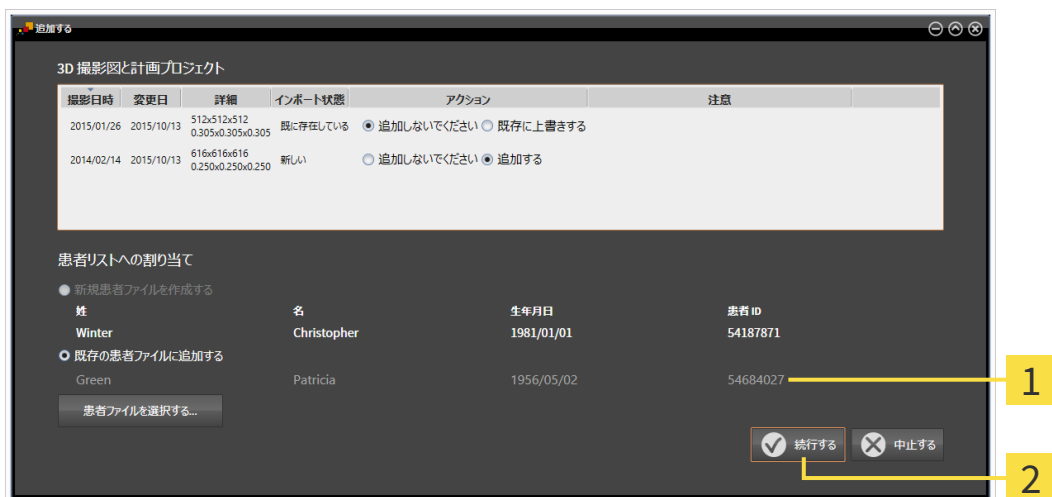 追加する
3D 撮影図と計画プロジェクト
撮影日時 変更日 詳細 インポート状態 アクション 注意
2015/01/26 2015/10/13 512x512x512 0.305x0.305x0.305 既に存在している 追加しないでください 既存に上書きする
2014/02/14 2015/10/13 616x616x616 0.250x0.250x0.250 新しい 追加しないでください 追加する
患者リストへの割り当て
新規患者ファイルを作成する
姓 名 生年月日 患者 ID
Winter Christopher 1981/01/01 54187871
既存の患者ファイルに追加する
Green Patricia 1956/05/02 54684027 1
患者ファイルを選択する...
続行する 中止する
2